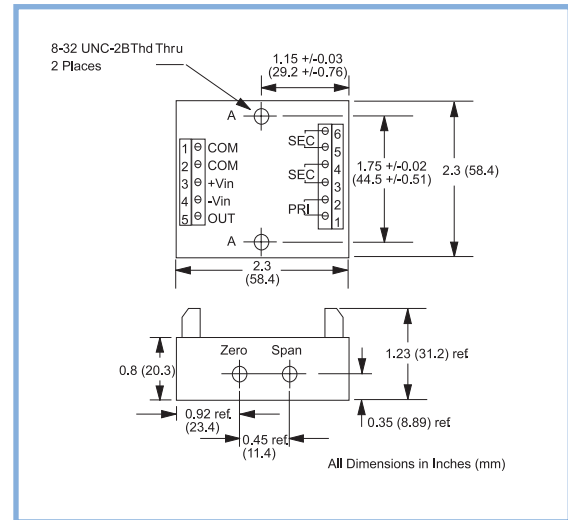 8-32 UNC-2B Thd Thru
2 Places
1.15 +/-0.03
(29.2 +/-0.76)
A
1 COM
2 COM
3 +Vin
4 -Vin
5 OUT
SEC
SEC
PRI
6
5
4
3
2
1
1.75 +/-0.02
(44.5 +/-0.51)
2.3 (58.4)
A
2.3
(58.4)
Zero Span
0.8 (20.3)
1.23 (31.2) ref.
0.92 ref.
(23.4)
0.35 (8.89) ref.
0.45 ref.
(11.4)
All Dimensions in Inches (mm)